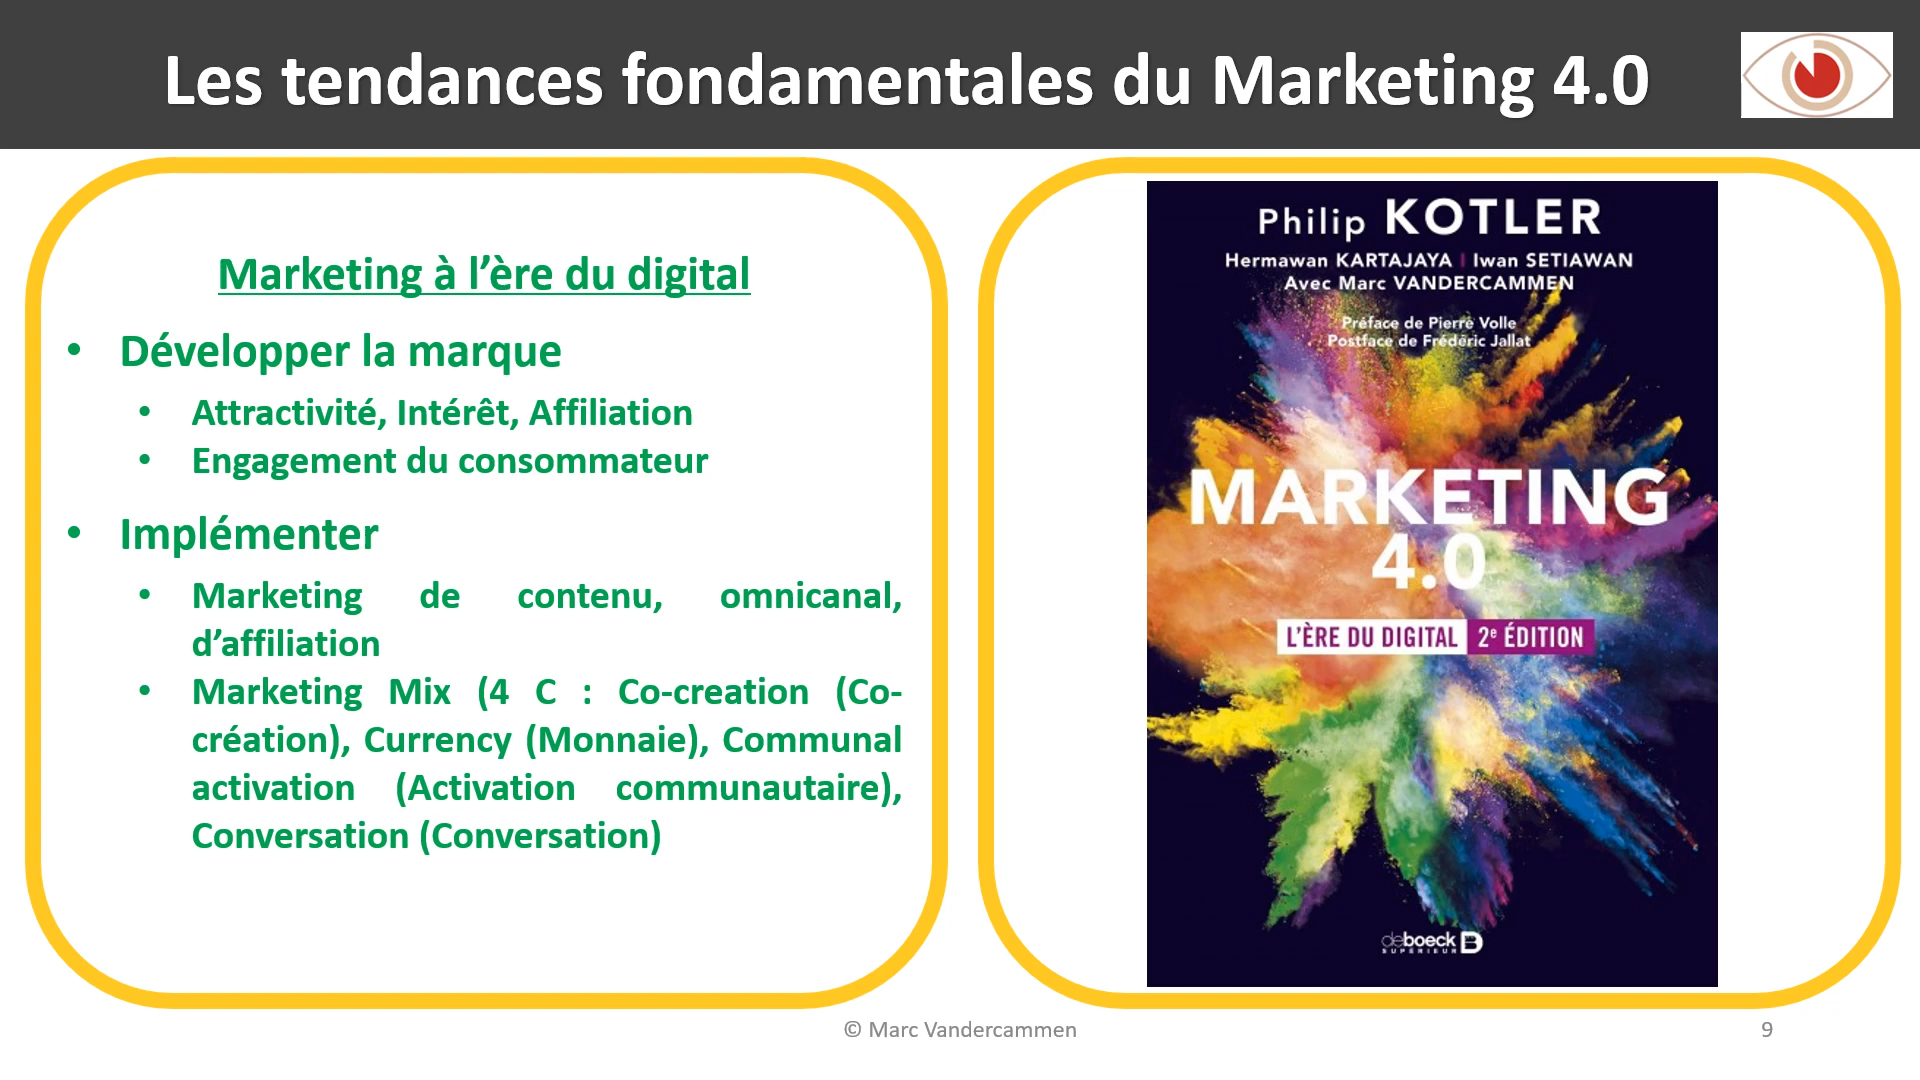 Les tendances fondamentales du Marketing 4.0
Marketing à l’ère du digital
• Développer la marque
• Attractivité, Intérêt, Affiliation
• Engagement du consommateur
• Implémenter
• Marketing de contenu, omnicanal,
d’affiliation
• Marketing Mix (4 C : Co-creation (Co-
création), Currency (Monnaie), Communal
activation (Activation communautaire),
Conversation (Conversation)
Philip KOTLER
Hermawan KARTAJAYA | Iwan SETIAWAN
Avec Marc VANDERCAMMEN
Préface de Pierre Volle
Postface de Frédéric Jallat
MARKETING
4.0
L’ÈRE DU DIGITAL 2e ÉDITION
deboeck B
SUPÉRIEUR
© Marc Vandercammen
9